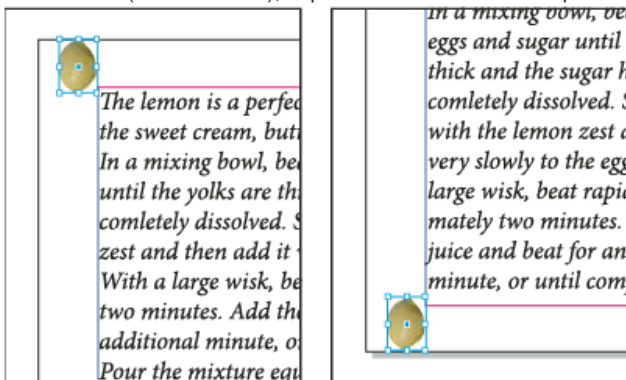 The lemon is a perfec
the sweet cream, but
In a mixing bowl, be
until the yolks are th
comletely dissolved. S
zest and then add it
With a large wisk, be
two minutes. Add th
additional minute, o
Pour the mixture equ
In a mixing bowl, be
eggs and sugar until
thick and the sugar h
comletely dissolved. S
with the lemon zest a
very slowly to the egg
large wisk, beat rapi
mately two minutes.
juice and beat for an
minute, or until com